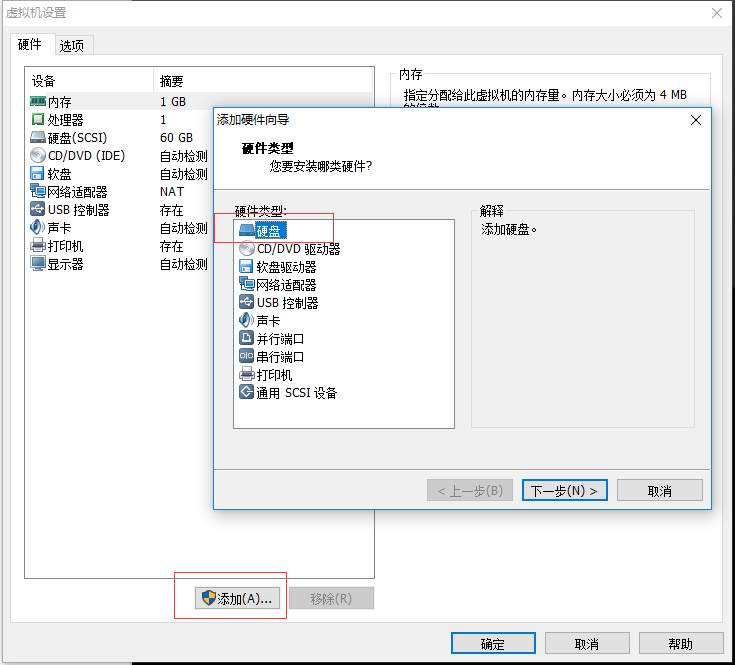 虚拟机设置
硬件 选项
设备 摘要
内存 1 GB
处理器 1
硬盘(SCSI) 60 GB
CD/DVD (IDE) 自动检测
软盘 自动检测
网络适配器 NAT
USB 控制器 存在
声卡 自动检测
打印机 存在
显示器 自动检测
添加(A)... 移除(R)
内存
指定分配给此虚拟机的内存量。内存大小必须为 4 MB
添加硬件向导
硬件类型
您要安装哪类硬件?
硬件类型:
硬盘
CD/DVD 驱动器
软盘驱动器
网络适配器
USB 控制器
声卡
并行端口
串行端口
打印机
通用 SCSI 设备
解释
添加硬盘。
< 上一步(B) 下一步(N) > 取消
确定 取消 帮助